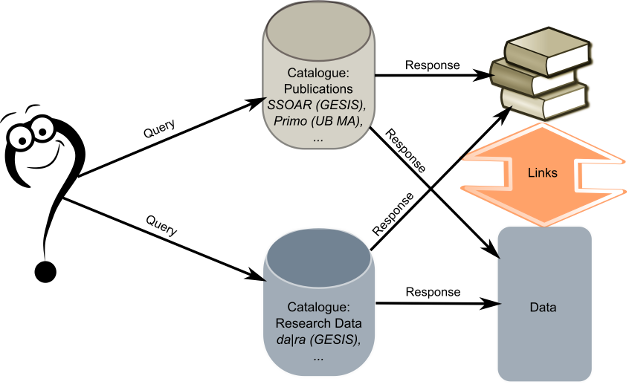 Query
Query
Catalogue:
Publications
SSOAR (GESIS),
Primo (UB MA),
...
Catalogue:
Research Data
da|ra (GESIS),
...
Response
Response
Response
Response
Links
Data